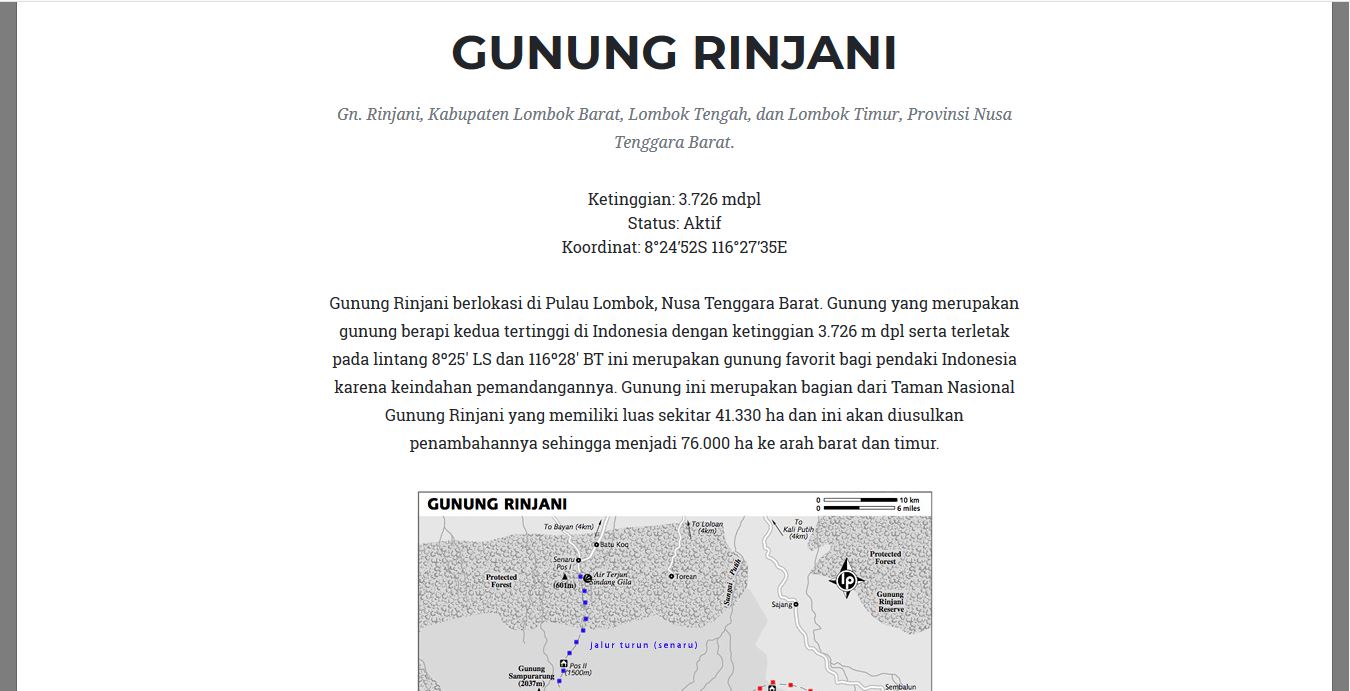 GUNUNG RINJANI
Gn. Rinjani, Kabupaten Lombok Barat, Lombok Tengah, dan Lombok Timur, Provinsi Nusa
Tenggara Barat.
Ketinggian: 3.726 mdpl
Status: Aktif
Koordinat: 8°24′52S 116°27′35E
Gunung Rinjani berlokasi di Pulau Lombok, Nusa Tenggara Barat. Gunung yang merupakan
gunung berapi kedua tertinggi di Indonesia dengan ketinggian 3.726 m dpl serta terletak
pada lintang 8º25' LS dan 116º28' BT ini merupakan gunung favorit bagi pendaki Indonesia
karena keindahan pemandangannya. Gunung ini merupakan bagian dari Taman Nasional
Gunung Rinjani yang memiliki luas sekitar 41.330 ha dan ini akan diusulkan
penambahannya sehingga menjadi 76.000 ha ke arah barat dan timur.
GUNUNG RINJANI
0 10 km
0 6 miles
To Bayan (4km)
To Loloan
(4km)
To
Kali Putih
(4km)
Batu Koq
Senaru
Pos I
(601m)
Air Terjun
Sindang Gila
Torean
Sungai Putih
Protected
Forest
Protected
Forest
lp
Gunung
Rinjani
Reserve
Sajang
jalur turun (senaru)
Pos II
(1500m)
Gunung
Sampurarung
(2037m)
Sembalun